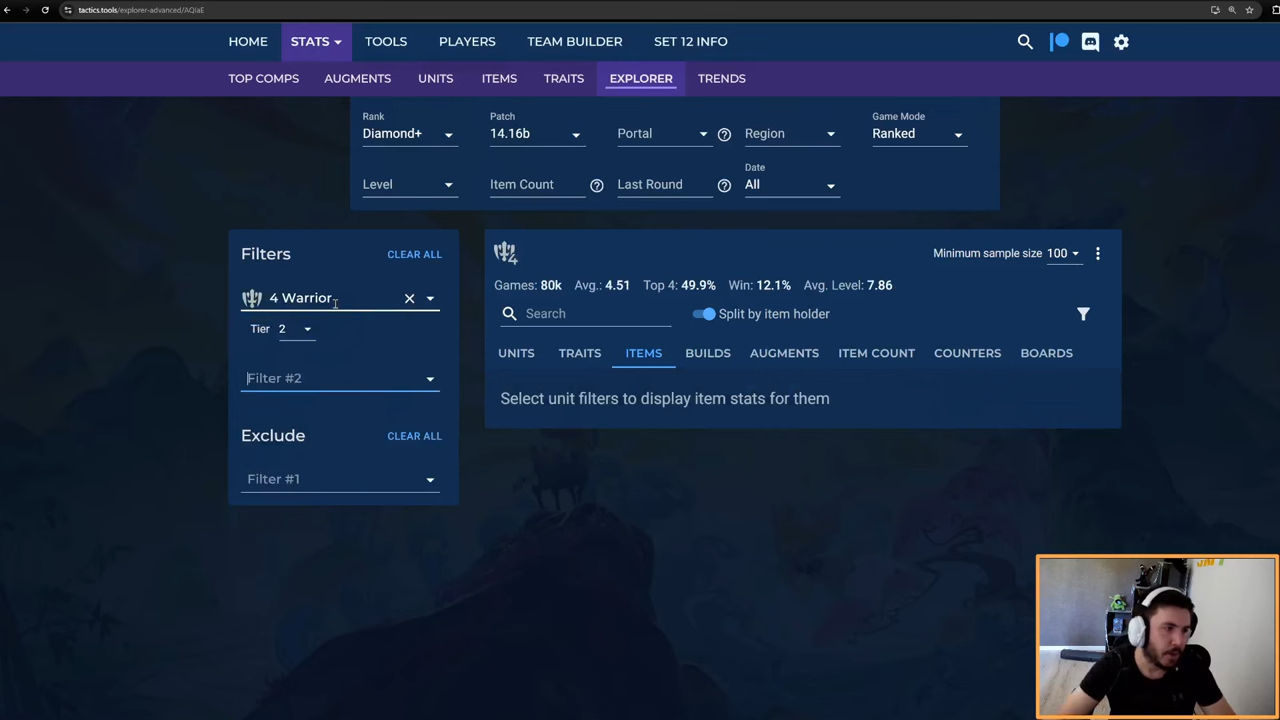 tactics.tools/explorer-advanced/AQIaE
HOME STATS TOOLS PLAYERS TEAM BUILDER SET 12 INFO
TOP COMPS AUGMENTS UNITS ITEMS TRAITS EXPLORER TRENDS
Rank Patch Game Mode
Diamond+ 14.16b Portal Region Ranked
Date
Level Item Count Last Round All
Filters CLEAR ALL
4 Warrior
Tier 2
Filter #2
Exclude CLEAR ALL
Filter #1
4
Minimum sample size 100
Games: 80k Avg.: 4.51 Top 4: 49.9% Win: 12.1% Avg. Level: 7.86
Search Split by item holder
UNITS TRAITS ITEMS BUILDS AUGMENTS ITEM COUNT COUNTERS BOARDS
Select unit filters to display item stats for them